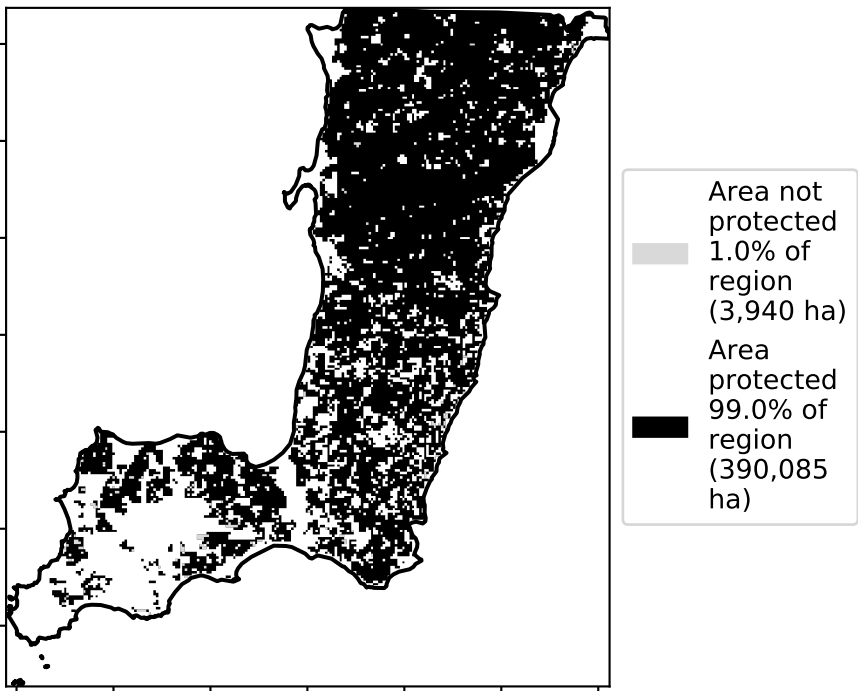 Area not
protected
1.0% of
region
(3,940 ha)
Area
protected
99.0% of
region
(390,085
ha)